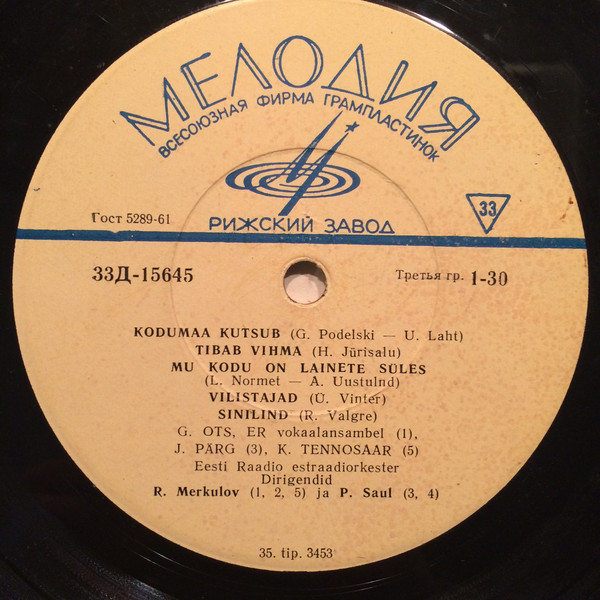 МЕЛОДИЯ
ВСЕСОЮЗНАЯ ФИРМА ГРАМПЛАСТИНОК
Гост 5289-61
РИЖСКИЙ ЗАВОД
33
33Д-15645
Третья гр. 1-30
KODUMAA KUTSUB (G. Podelski — U. Laht)
TIBAB VIHMA (H. Jürisalu)
MU KODU ON LAINETE SÜLES
(L. Normet — A. Uustulnd)
VILISTAJAD (Ü. Vinter)
SINILIND (R. Valgre)
G. OTS, ER vokaalansambel (1),
J. PÄRG (3), K. TENNOSAAR (5)
Eesti Raadio estraadiorkester
Dirigendid
R. Merkulov (1, 2, 5) ja P. Saul (3, 4)
35. tip. 3453